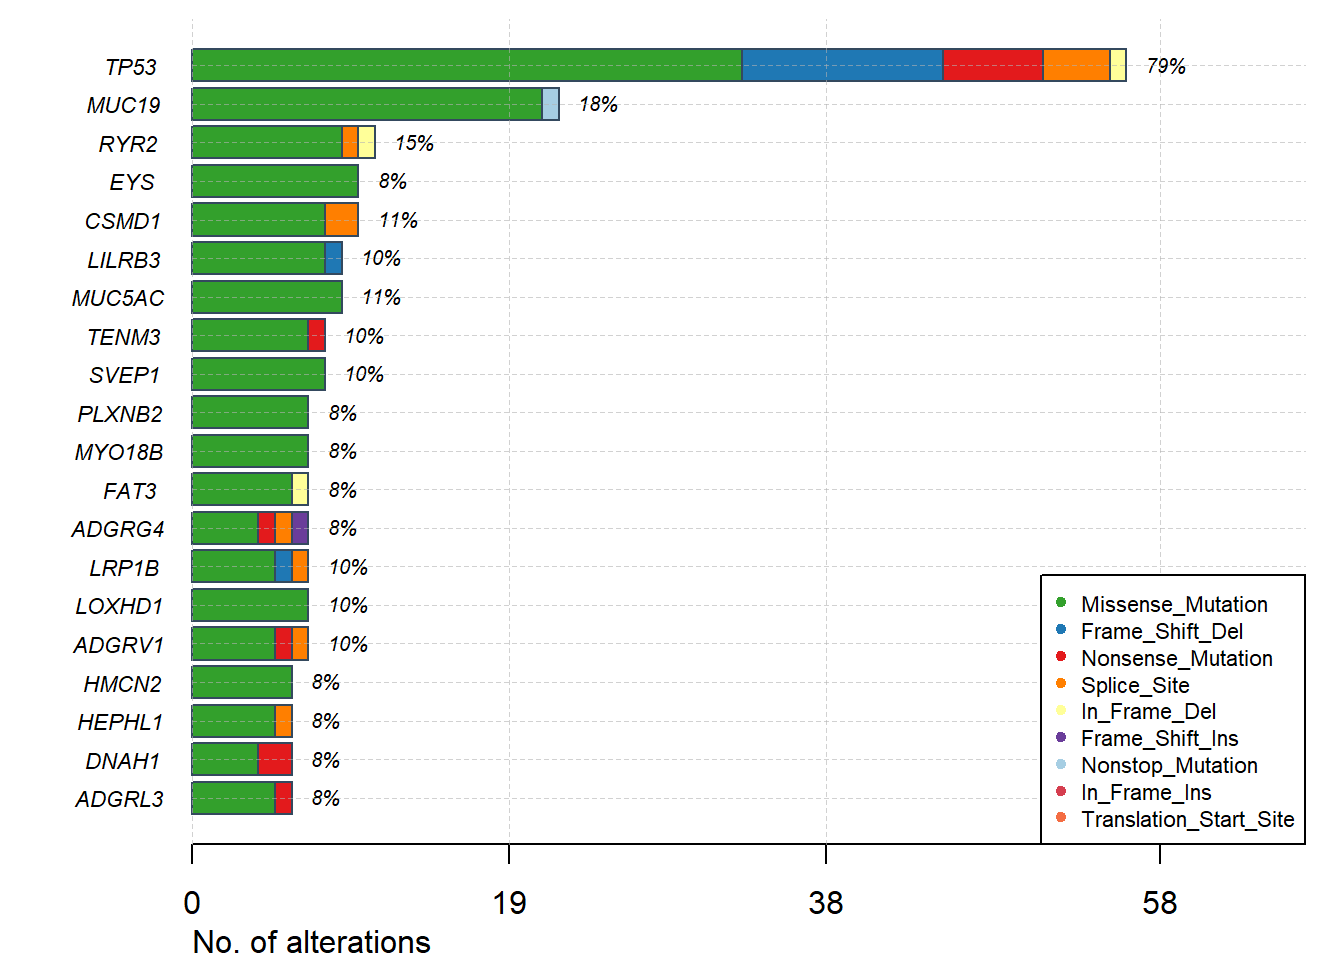 TP53 79%
MUC19 18%
RYR2 15%
EYS 8%
CSMD1 11%
LILRB3 10%
MUC5AC 11%
TENM3 10%
SVEP1 10%
PLXNB2 8%
MYO18B 8%
FAT3 8%
ADGRG4 8%
LRP1B 10%
LOXHD1 10%
ADGRV1 10%
HMCN2 8%
HEPHL1 8%
DNAH1 8%
ADGRL3 8%
Missense_Mutation
Frame_Shift_Del
Nonsense_Mutation
Splice_Site
In_Frame_Del
Frame_Shift_Ins
Nonstop_Mutation
In_Frame_Ins
Translation_Start_Site
0 19 38 58
No. of alterations